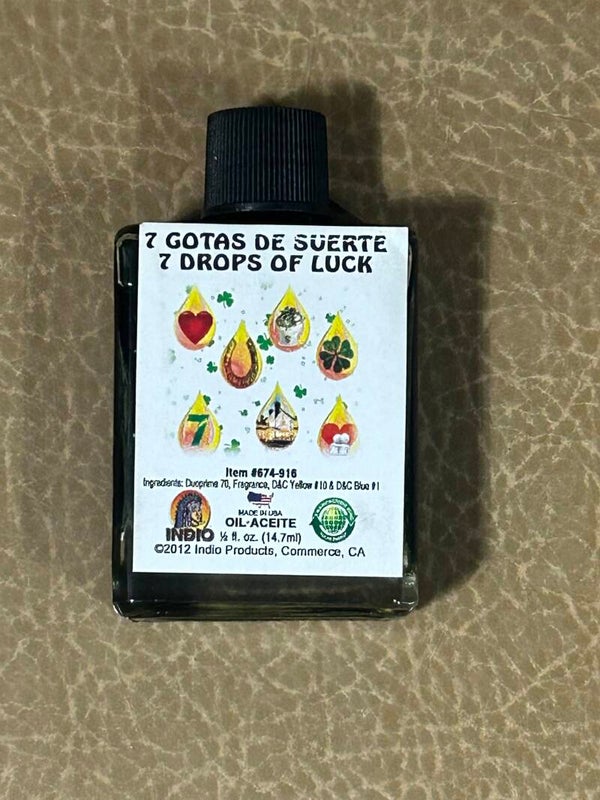 7 GOTAS DE SUERTE
7 DROPS OF LUCK
7
Item #674-916
Ingredients: Duoprime 70, Fragrance, D&C Yellow #10 & D&C Blue #1
MADE IN USA
OIL-ACEITE
INDIO ½ fl. oz. (14.7ml)
©2012 Indio Products, Commerce, CA